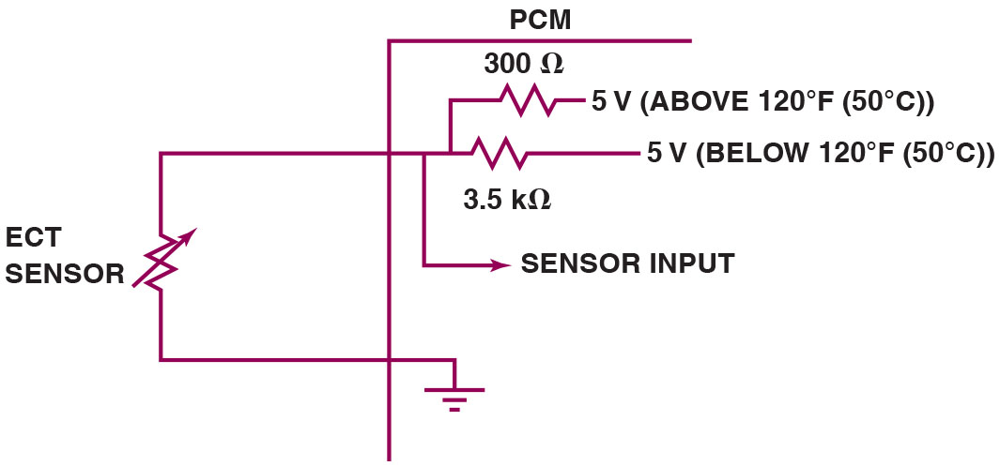 PCM
300 Ω
5 V (ABOVE 120°F (50°C))
5 V (BELOW 120°F (50°C))
3.5 kΩ
ECT
SENSOR
SENSOR INPUT